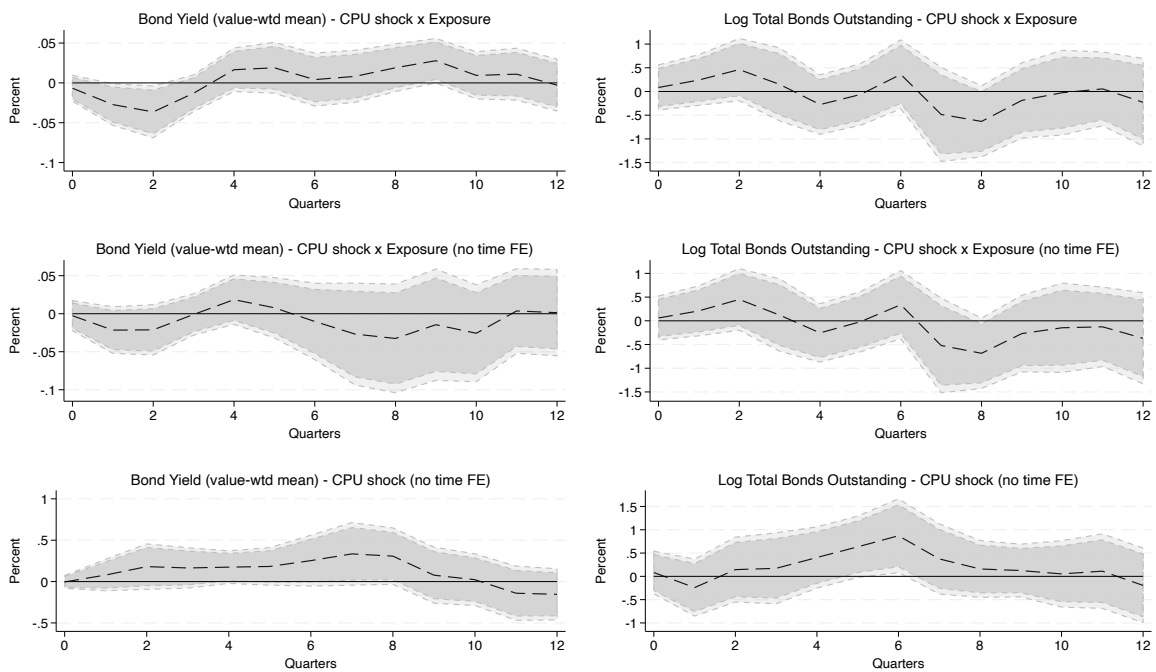 Bond Yield (value-wtd mean) - CPU shock x Exposure
Percent
.05
0
-.05
-.1
0 2 4 6 8 10 12
Quarters
Log Total Bonds Outstanding - CPU shock x Exposure
Percent
1
.5
0
-.5
-1
-1.5
0 2 4 6 8 10 12
Quarters
Bond Yield (value-wtd mean) - CPU shock x Exposure (no time FE)
Percent
.05
0
-.05
-.1
0 2 4 6 8 10 12
Quarters
Log Total Bonds Outstanding - CPU shock x Exposure (no time FE)
Percent
1
.5
0
-.5
-1
-1.5
0 2 4 6 8 10 12
Quarters
Bond Yield (value-wtd mean) - CPU shock (no time FE)
Percent
1
.5
0
-.5
0 2 4 6 8 10 12
Quarters
Log Total Bonds Outstanding - CPU shock (no time FE)
Percent
1.5
1
.5
0
-.5
-1
0 2 4 6 8 10 12
Quarters